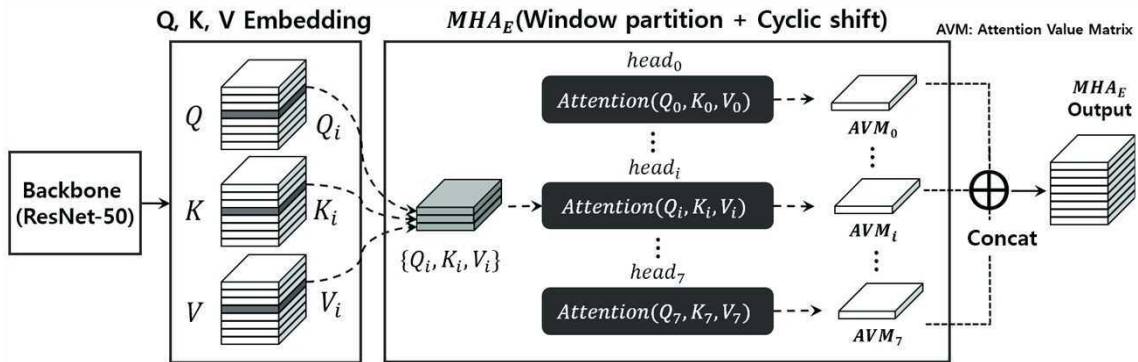 Q, K, V Embedding
MHA_E(Window partition + Cyclic shift)
AVM: Attention Value Matrix
Backbone
(ResNet-50)
Q
Q_i
K
K_i
V
V_i
{Q_i, K_i, V_i}
head_0
Attention(Q_0, K_0, V_0)
AVM_0
⋮
⋮
head_i
Attention(Q_i, K_i, V_i)
AVM_i
⋮
⋮
head_7
Attention(Q_7, K_7, V_7)
AVM_7
Concat
MHA_E
Output